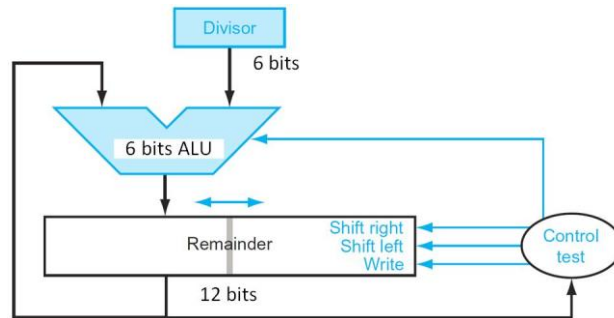 Divisor
6 bits
6 bits ALU
Shift right
Remainder
Shift left
Write
Control
test
12 bits